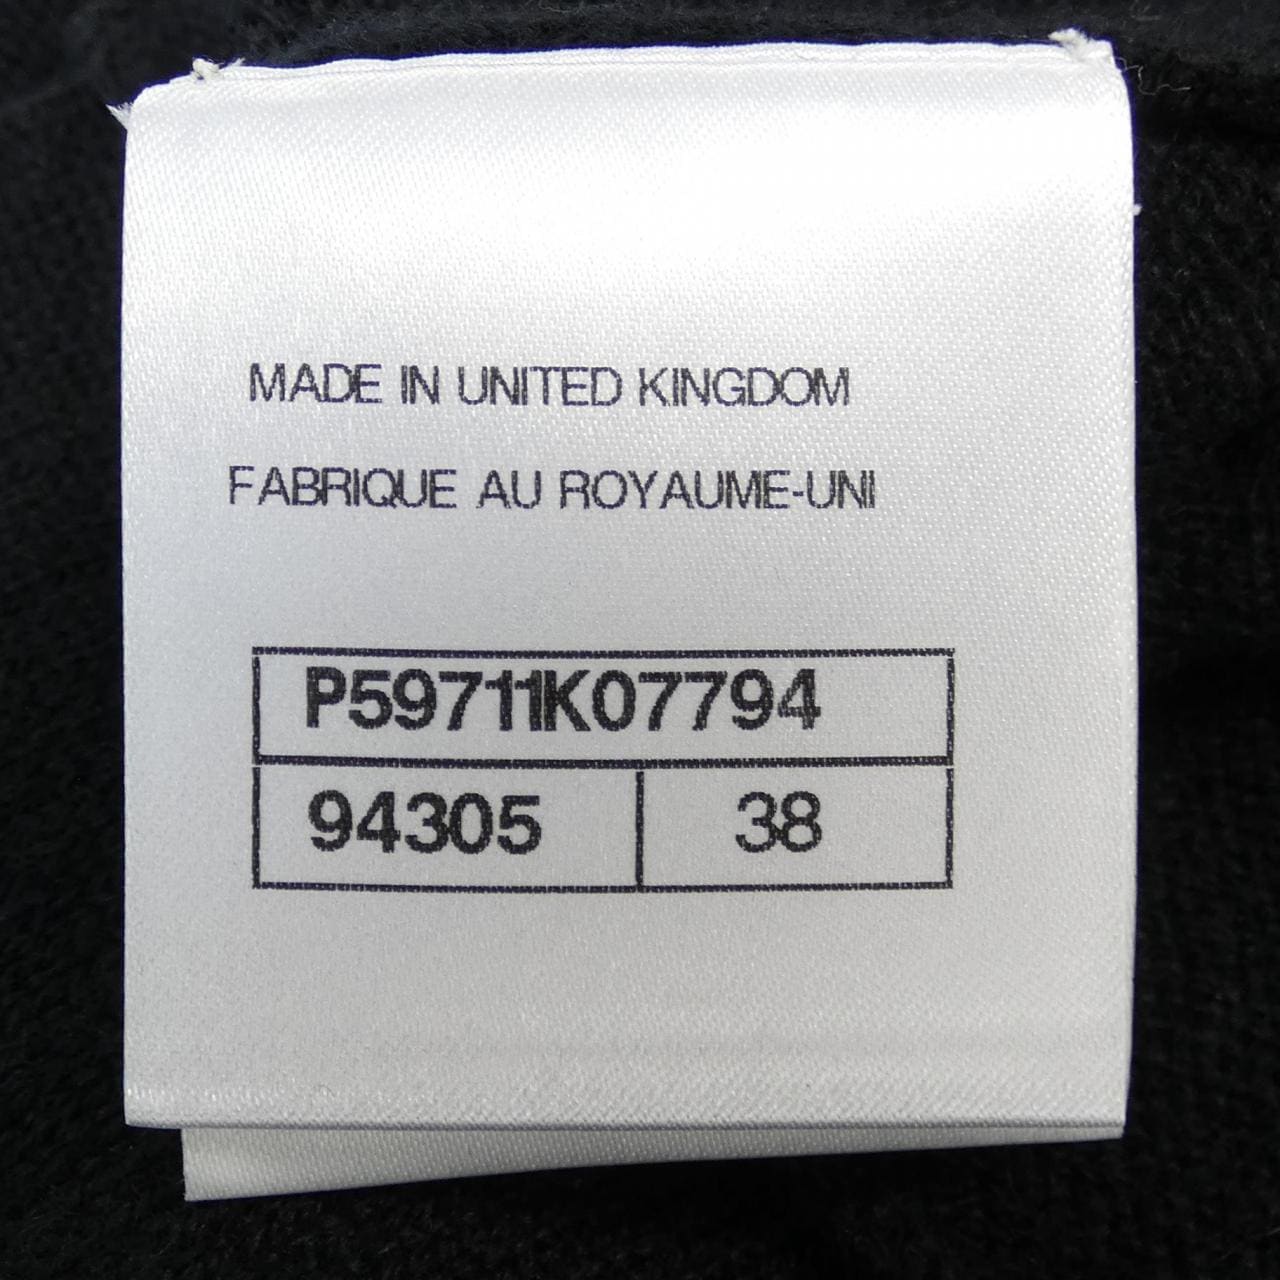 MADE IN UNITED KINGDOM
FABRIQUE AU ROYAUME-UNI
P59711K07794
94305 38